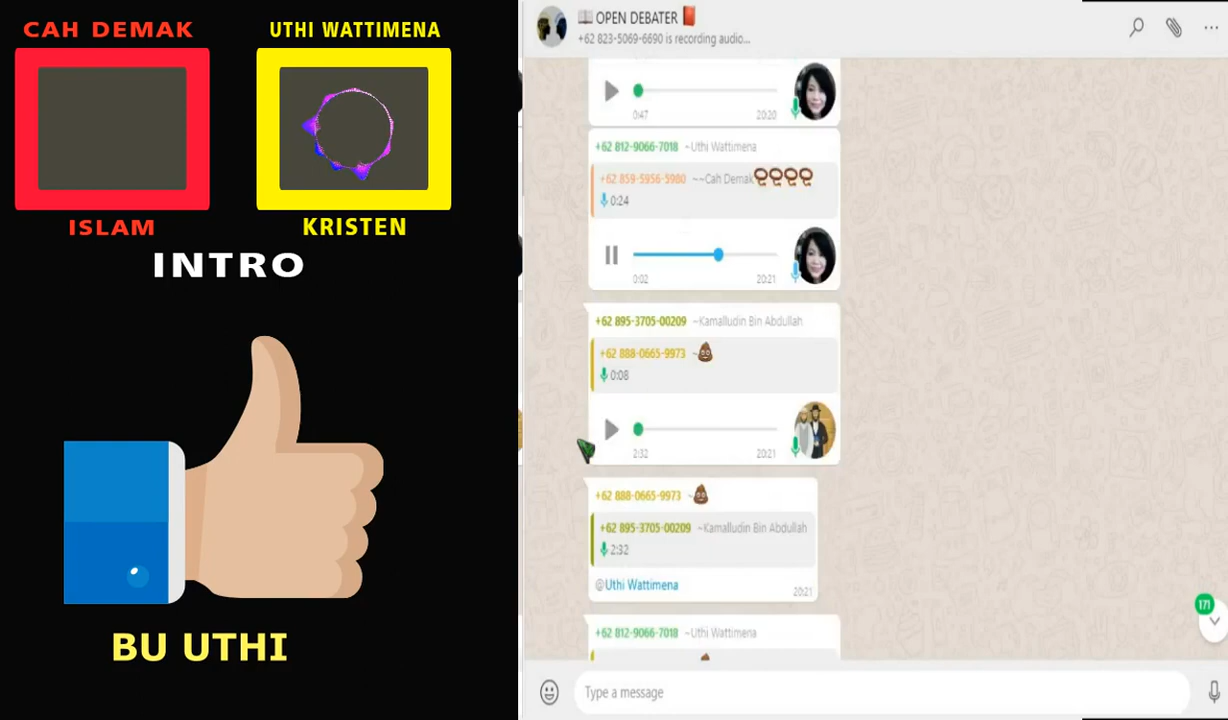 CAH DEMAK
UTHI WATTIMENA
ISLAM
KRISTEN
INTRO
BU UTHI
OPEN DEBATER
+62 823-5069-6690 is recording audio...
0:47
20:20
+62 812-9066-7018 ~Uthi Wattimena
+62 859-5956-5980 ~~Cah Demak
0:24
0:02
20:21
+62 895-3705-00209 ~Kamalludin Bin Abdullah
+62 888-0665-9973 ~💩
0:08
2:32
20:21
+62 888-0665-9973 ~💩
+62 895-3705-00209 ~Kamalludin Bin Abdullah
2:32
@Uthi Wattimena
20:21
+62 812-9066-7018 ~Uthi Wattimena
171
Type a message